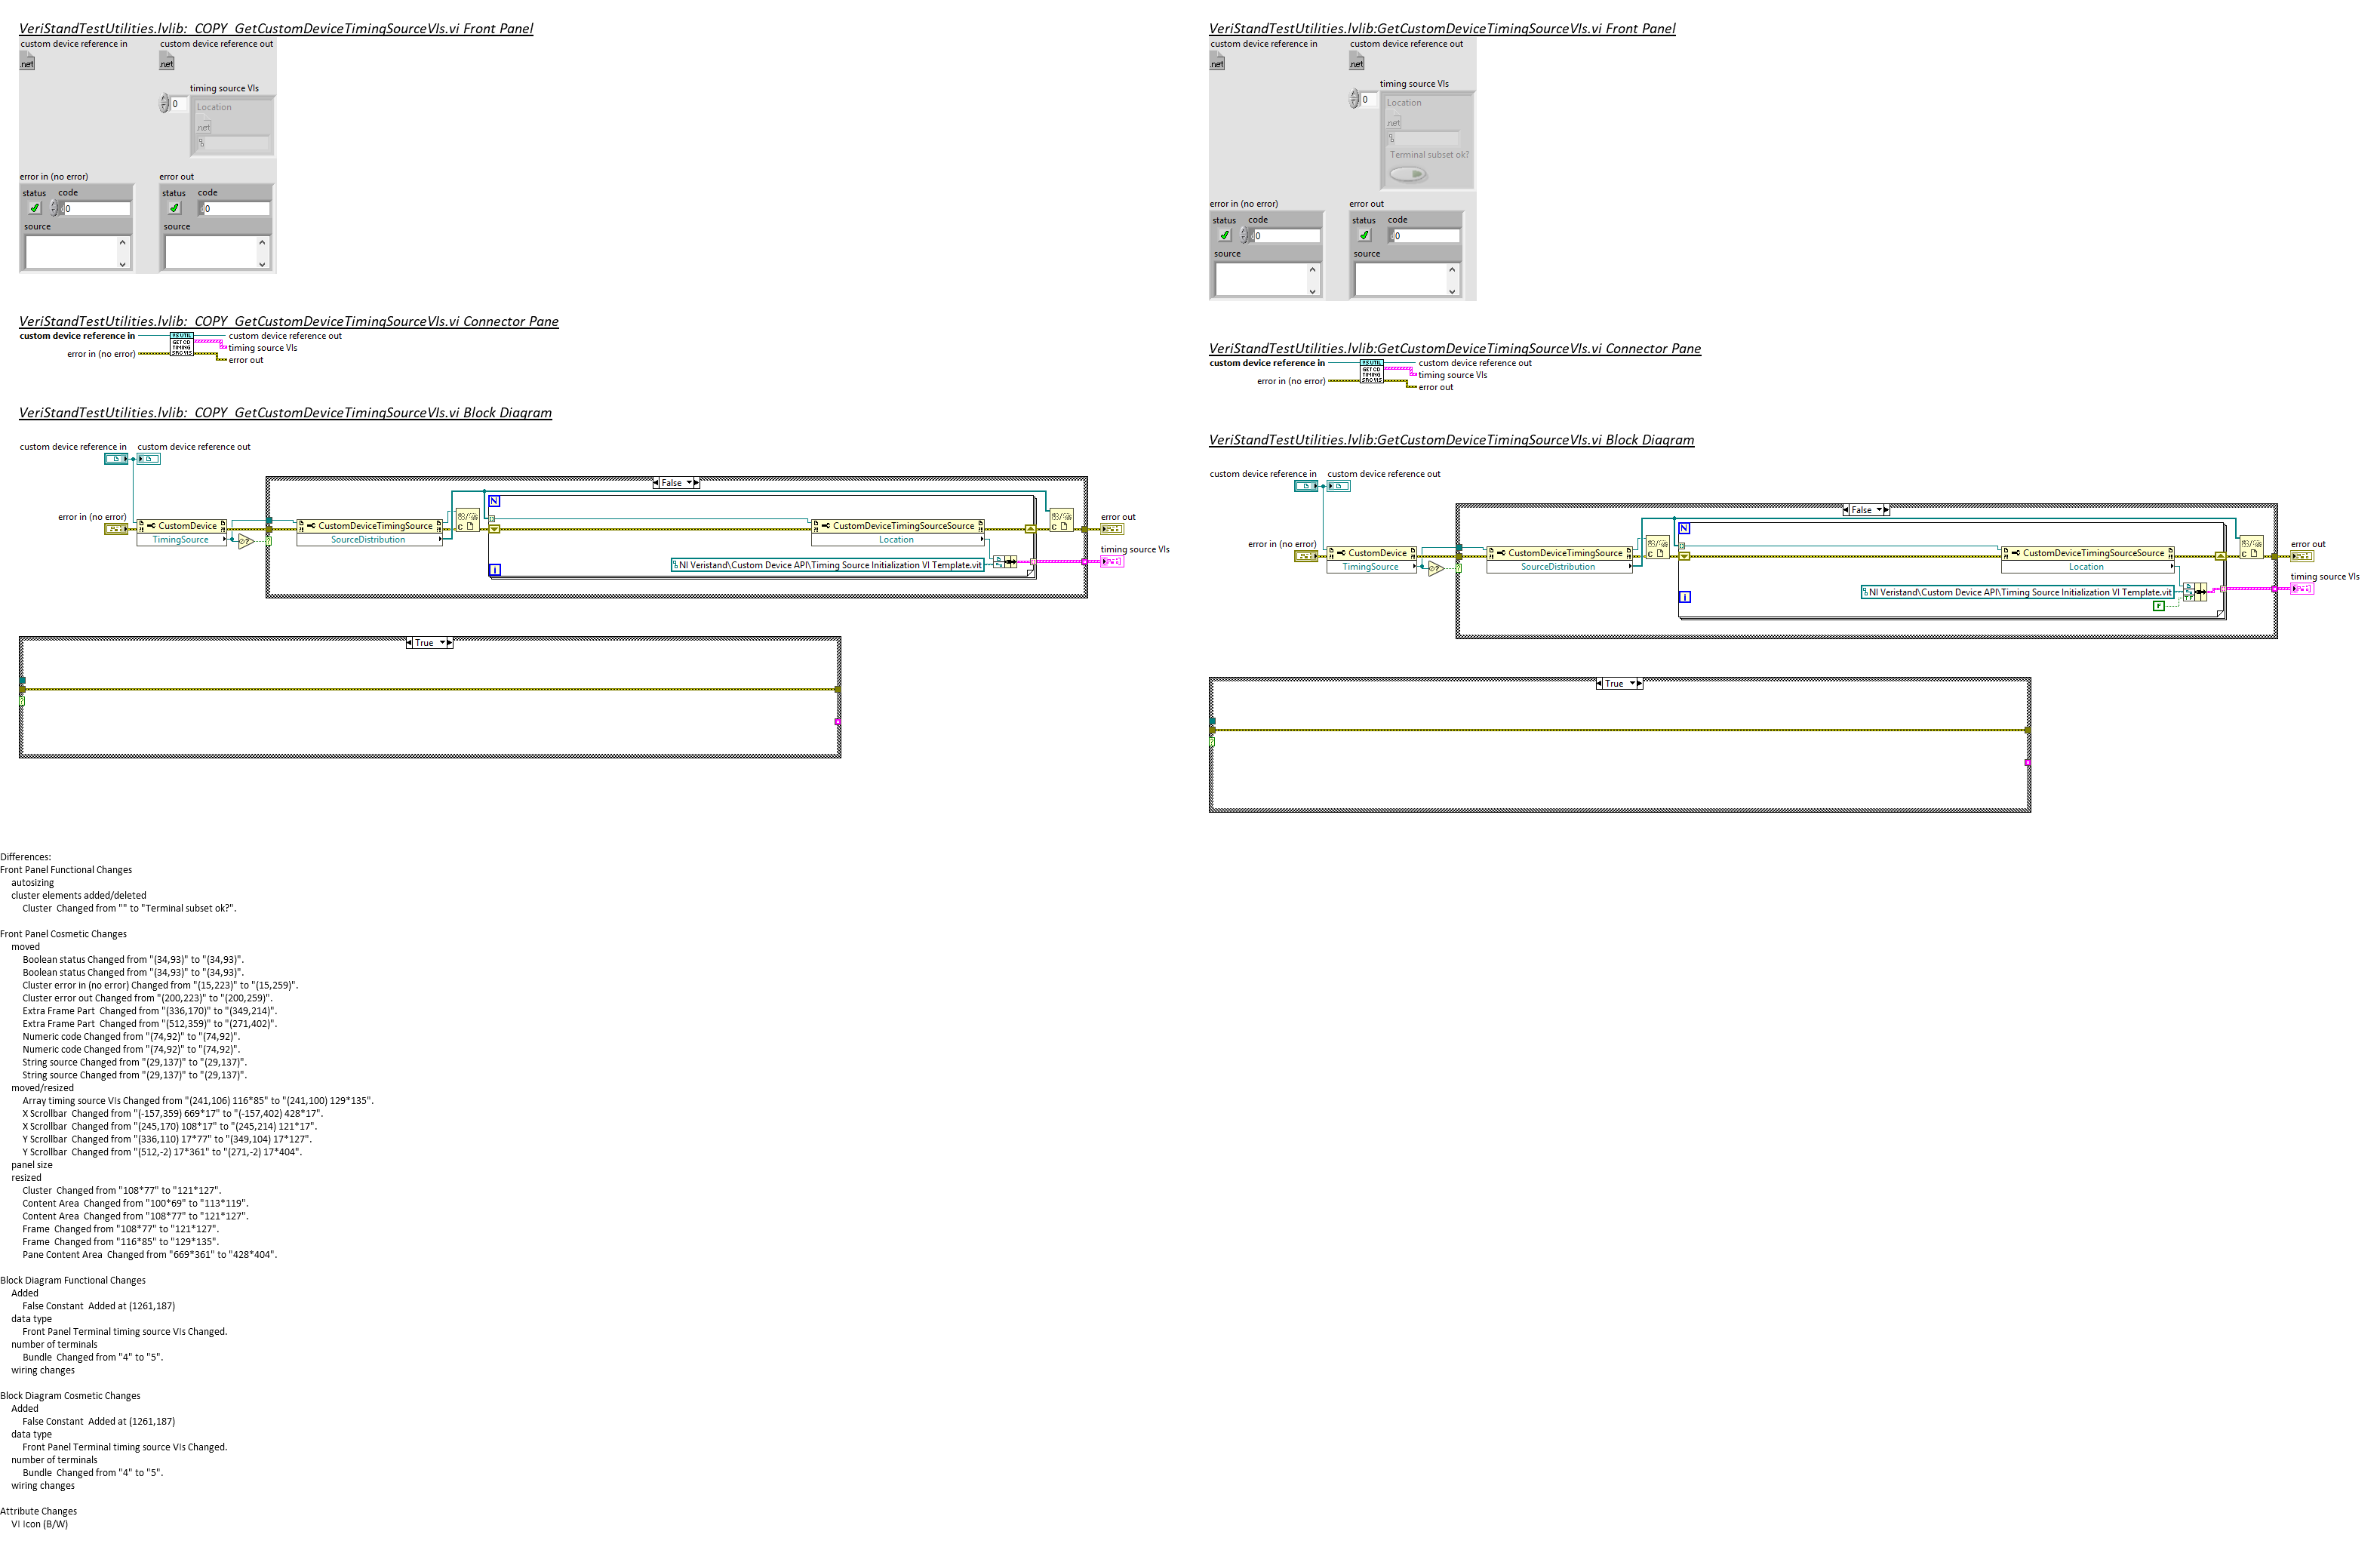 VeriStandTestUtilities.lvlib:_COPY_GetCustomDeviceTimingSourceVIs.vi Front Panel
custom device reference in
custom device reference out
.net
.net
timing source VIs
0
Location
.net
error in (no error)
error out
status
code
status
code
0
0
source
source
VeriStandTestUtilities.lvlib:_COPY_GetCustomDeviceTimingSourceVIs.vi Connector Pane
custom device reference in
custom device reference out
GET CD
TIMING
SRC VIS
timing source VIs
error in (no error)
error out
VeriStandTestUtilities.lvlib:_COPY_GetCustomDeviceTimingSourceVIs.vi Block Diagram
custom device reference in
custom device reference out
False
N
error in (no error)
CustomDevice
CustomDeviceTimingSource
CustomDeviceTimingSourceSource
error out
TimingSource
SourceDistribution
Location
timing source VIs
NI Veristand\Custom Device API\Timing Source Initialization VI Template.vit
i
True
VeriStandTestUtilities.lvlib:GetCustomDeviceTimingSourceVIs.vi Front Panel
custom device reference in
custom device reference out
.net
.net
timing source VIs
0
Location
.net
Terminal subset ok?
error in (no error)
error out
status
code
status
code
0
0
source
source
VeriStandTestUtilities.lvlib:GetCustomDeviceTimingSourceVIs.vi Connector Pane
custom device reference in
custom device reference out
GET CD
TIMING
SRC VIS
timing source VIs
error in (no error)
error out
VeriStandTestUtilities.lvlib:GetCustomDeviceTimingSourceVIs.vi Block Diagram
custom device reference in
custom device reference out
False
N
error in (no error)
CustomDevice
CustomDeviceTimingSource
CustomDeviceTimingSourceSource
error out
TimingSource
SourceDistribution
Location
timing source VIs
NI Veristand\Custom Device API\Timing Source Initialization VI Template.vit
i
F
True
Differences:
Front Panel Functional Changes
autosizing
cluster elements added/deleted
Cluster  Changed from "" to "Terminal subset ok?".
Front Panel Cosmetic Changes
moved
Boolean status Changed from "(34,93)" to "(34,93)".
Boolean status Changed from "(34,93)" to "(34,93)".
Cluster error in (no error) Changed from "(15,223)" to "(15,259)".
Cluster error out Changed from "(200,223)" to "(200,259)".
Extra Frame Part  Changed from "(336,170)" to "(349,214)".
Extra Frame Part  Changed from "(512,359)" to "(271,402)".
Numeric code Changed from "(74,92)" to "(74,92)".
Numeric code Changed from "(74,92)" to "(74,92)".
String source Changed from "(29,137)" to "(29,137)".
String source Changed from "(29,137)" to "(29,137)".
moved/resized
Array timing source VIs Changed from "(241,106) 116*85" to "(241,100) 129*135".
X Scrollbar  Changed from "(-157,359) 669*17" to "(-157,402) 428*17".
X Scrollbar  Changed from "(245,170) 108*17" to "(245,214) 121*17".
Y Scrollbar  Changed from "(336,110) 17*77" to "(349,104) 17*127".
Y Scrollbar  Changed from "(512,-2) 17*361" to "(271,-2) 17*404".
panel size
resized
Cluster  Changed from "108*77" to "121*127".
Content Area  Changed from "100*69" to "113*119".
Content Area  Changed from "108*77" to "121*127".
Frame  Changed from "108*77" to "121*127".
Frame  Changed from "116*85" to "129*135".
Pane Content Area  Changed from "669*361" to "428*404".
Block Diagram Functional Changes
Added
False Constant  Added at (1261,187)
data type
Front Panel Terminal timing source VIs Changed.
number of terminals
Bundle  Changed from "4" to "5".
wiring changes
Block Diagram Cosmetic Changes
Added
False Constant  Added at (1261,187)
data type
Front Panel Terminal timing source VIs Changed.
number of terminals
Bundle  Changed from "4" to "5".
wiring changes
Attribute Changes
VI Icon (B/W)